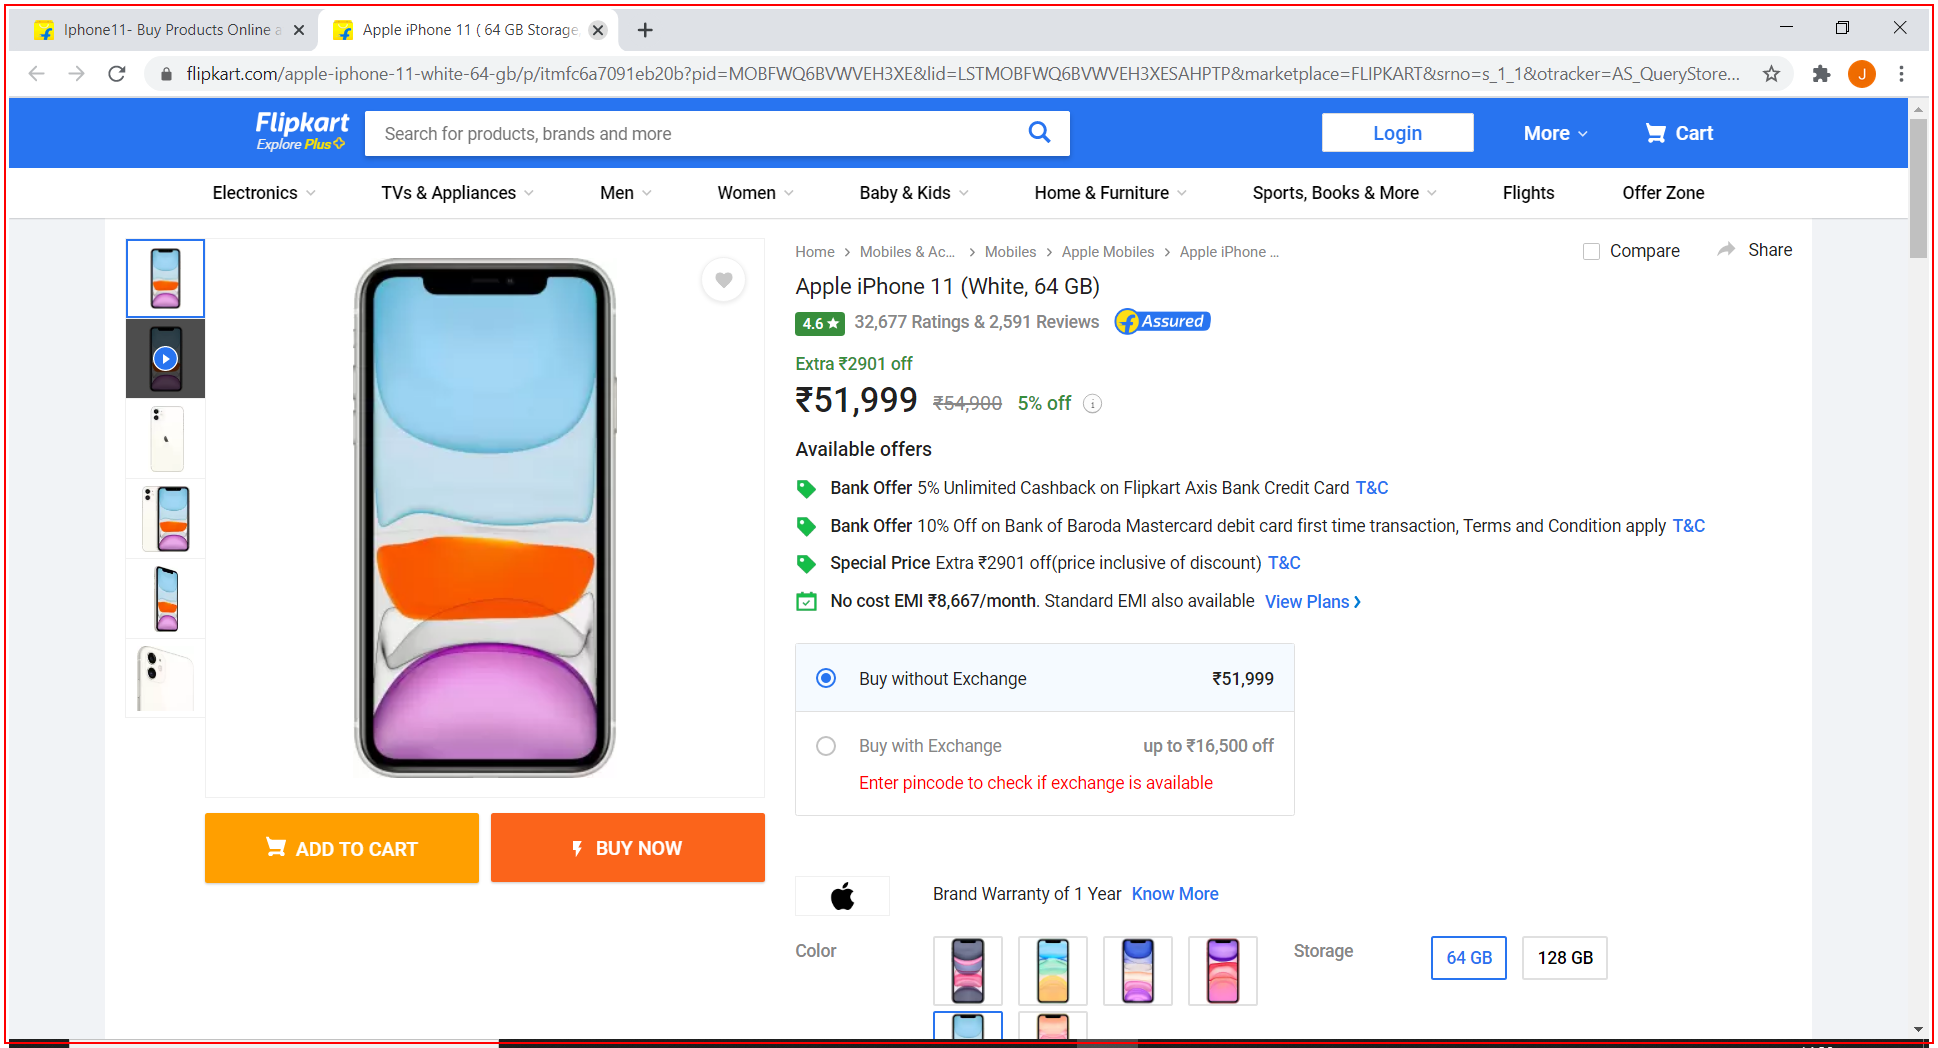 Iphone11- Buy Products Online a
Apple iPhone 11 ( 64 GB Storage,
flipkart.com/apple-iphone-11-white-64-gb/p/itmfc6a7091eb20b?pid=MOBFWQ6BVWVEH3XE&lid=LSTMOBFWQ6BVWVEH3XESAHPTP&marketplace=FLIPKART&srno=s_1_1&otracker=AS_QueryStore...
J
Flipkart
Explore Plus
Search for products, brands and more
Login
More
Cart
Electronics
TVs & Appliances
Men
Women
Baby & Kids
Home & Furniture
Sports, Books & More
Flights
Offer Zone
Home > Mobiles & Ac... > Mobiles > Apple Mobiles > Apple iPhone ...
Compare
Share
Apple iPhone 11 (White, 64 GB)
4.6★ 32,677 Ratings & 2,591 Reviews
f Assured
Extra ₹2901 off
₹51,999 ₹54,900 5% off i
Available offers
Bank Offer 5% Unlimited Cashback on Flipkart Axis Bank Credit Card T&C
Bank Offer 10% Off on Bank of Baroda Mastercard debit card first time transaction, Terms and Condition apply T&C
Special Price Extra ₹2901 off(price inclusive of discount) T&C
No cost EMI ₹8,667/month. Standard EMI also available View Plans >
Buy without Exchange ₹51,999
Buy with Exchange up to ₹16,500 off
Enter pincode to check if exchange is available
ADD TO CART
BUY NOW
Brand Warranty of 1 Year Know More
Color
Storage
64 GB
128 GB